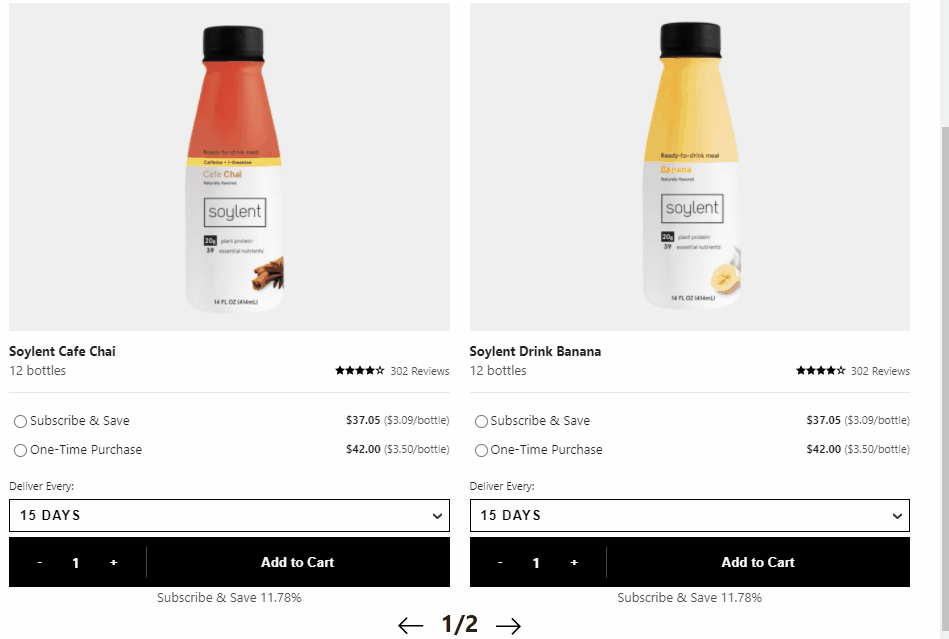 Ready-to-drink meal
Caffeine + l-theanine
Cafe Chai
Naturally flavored
soylent
20g plant protein
39 essential nutrients
14 FL OZ (414mL)
Ready-to-drink meal
Banana
Naturally flavored
soylent
20g plant protein
39 essential nutrients
14 FL OZ (414mL)
Soylent Cafe Chai
12 bottles
302 Reviews
Subscribe & Save $37.05 ($3.09/bottle)
One-Time Purchase $42.00 ($3.50/bottle)
Deliver Every:
15 DAYS
- 1 + Add to Cart
Subscribe & Save 11.78%
Soylent Drink Banana
12 bottles
302 Reviews
Subscribe & Save $37.05 ($3.09/bottle)
One-Time Purchase $42.00 ($3.50/bottle)
Deliver Every:
15 DAYS
- 1 + Add to Cart
Subscribe & Save 11.78%
1/2